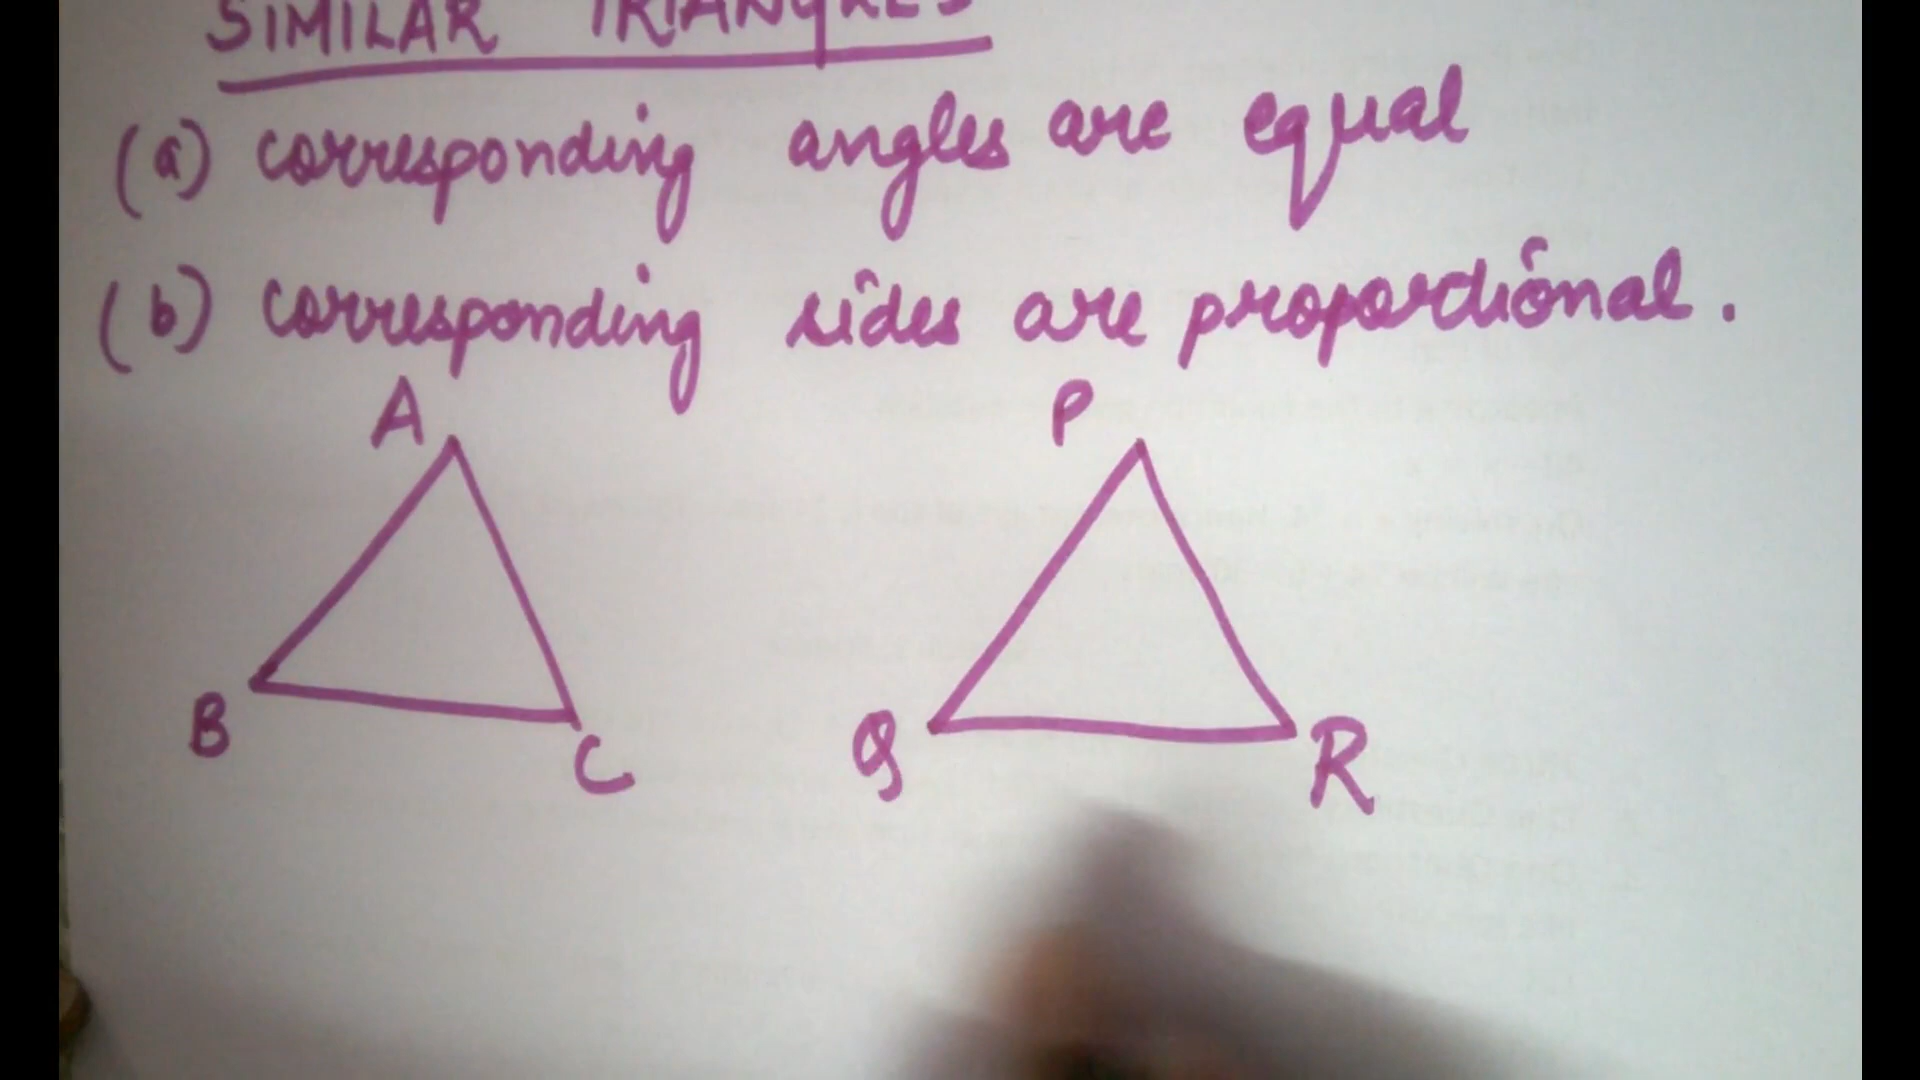 SIMILAR TRIANGLES
(a) corresponding angles are equal
(b) corresponding sides are proportional.
A P
B C Q R